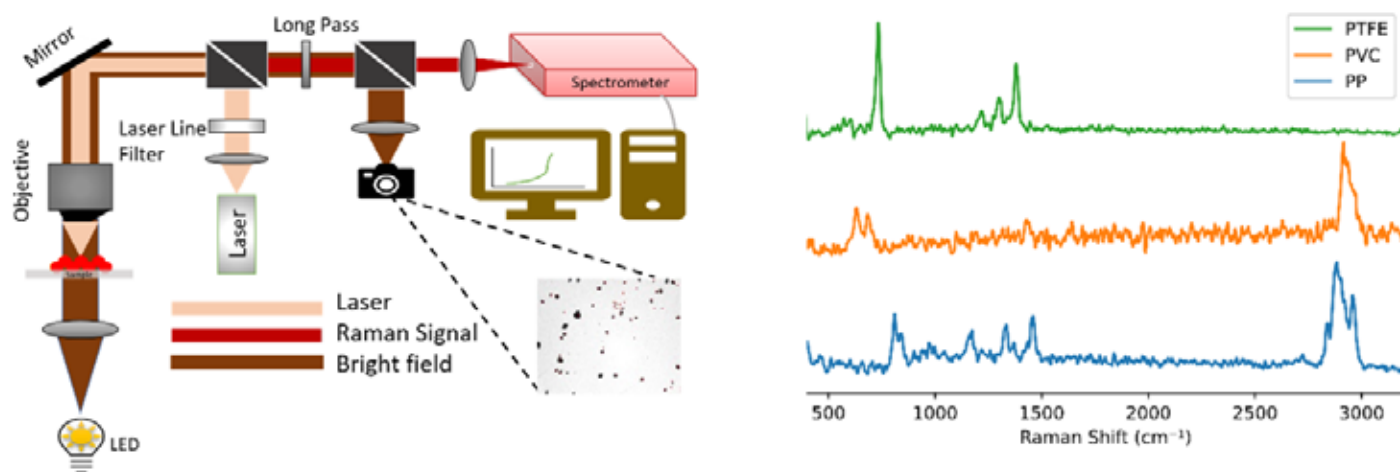 Mirror
Long Pass
Spectrometer
Laser Line
Filter
Objective
Laser
Sample
Laser
Raman Signal
Bright field
LED
PTFE
PVC
PP
500 1000 1500 2000 2500 3000
Raman Shift (cm⁻¹)